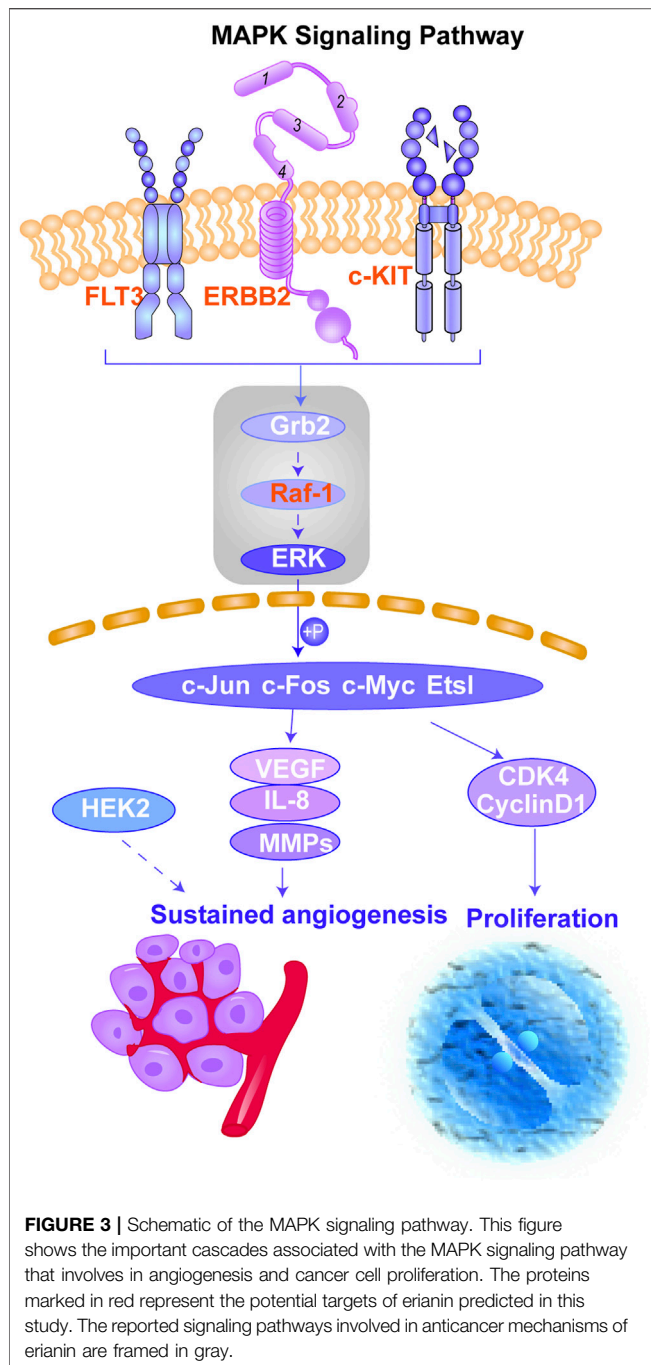 MAPK Signaling Pathway
1
2
3
4
FLT3
ERBB2
c-KIT
Grb2
Raf-1
ERK
+P
c-Jun c-Fos c-Myc Etsl
VEGF
IL-8
MMPs
CDK4
CyclinD1
HEK2
Sustained angiogenesis
Proliferation
FIGURE 3 | Schematic of the MAPK signaling pathway. This figure
shows the important cascades associated with the MAPK signaling pathway
that involves in angiogenesis and cancer cell proliferation. The proteins
marked in red represent the potential targets of erianin predicted in this
study. The reported signaling pathways involved in anticancer mechanisms of
erianin are framed in gray.